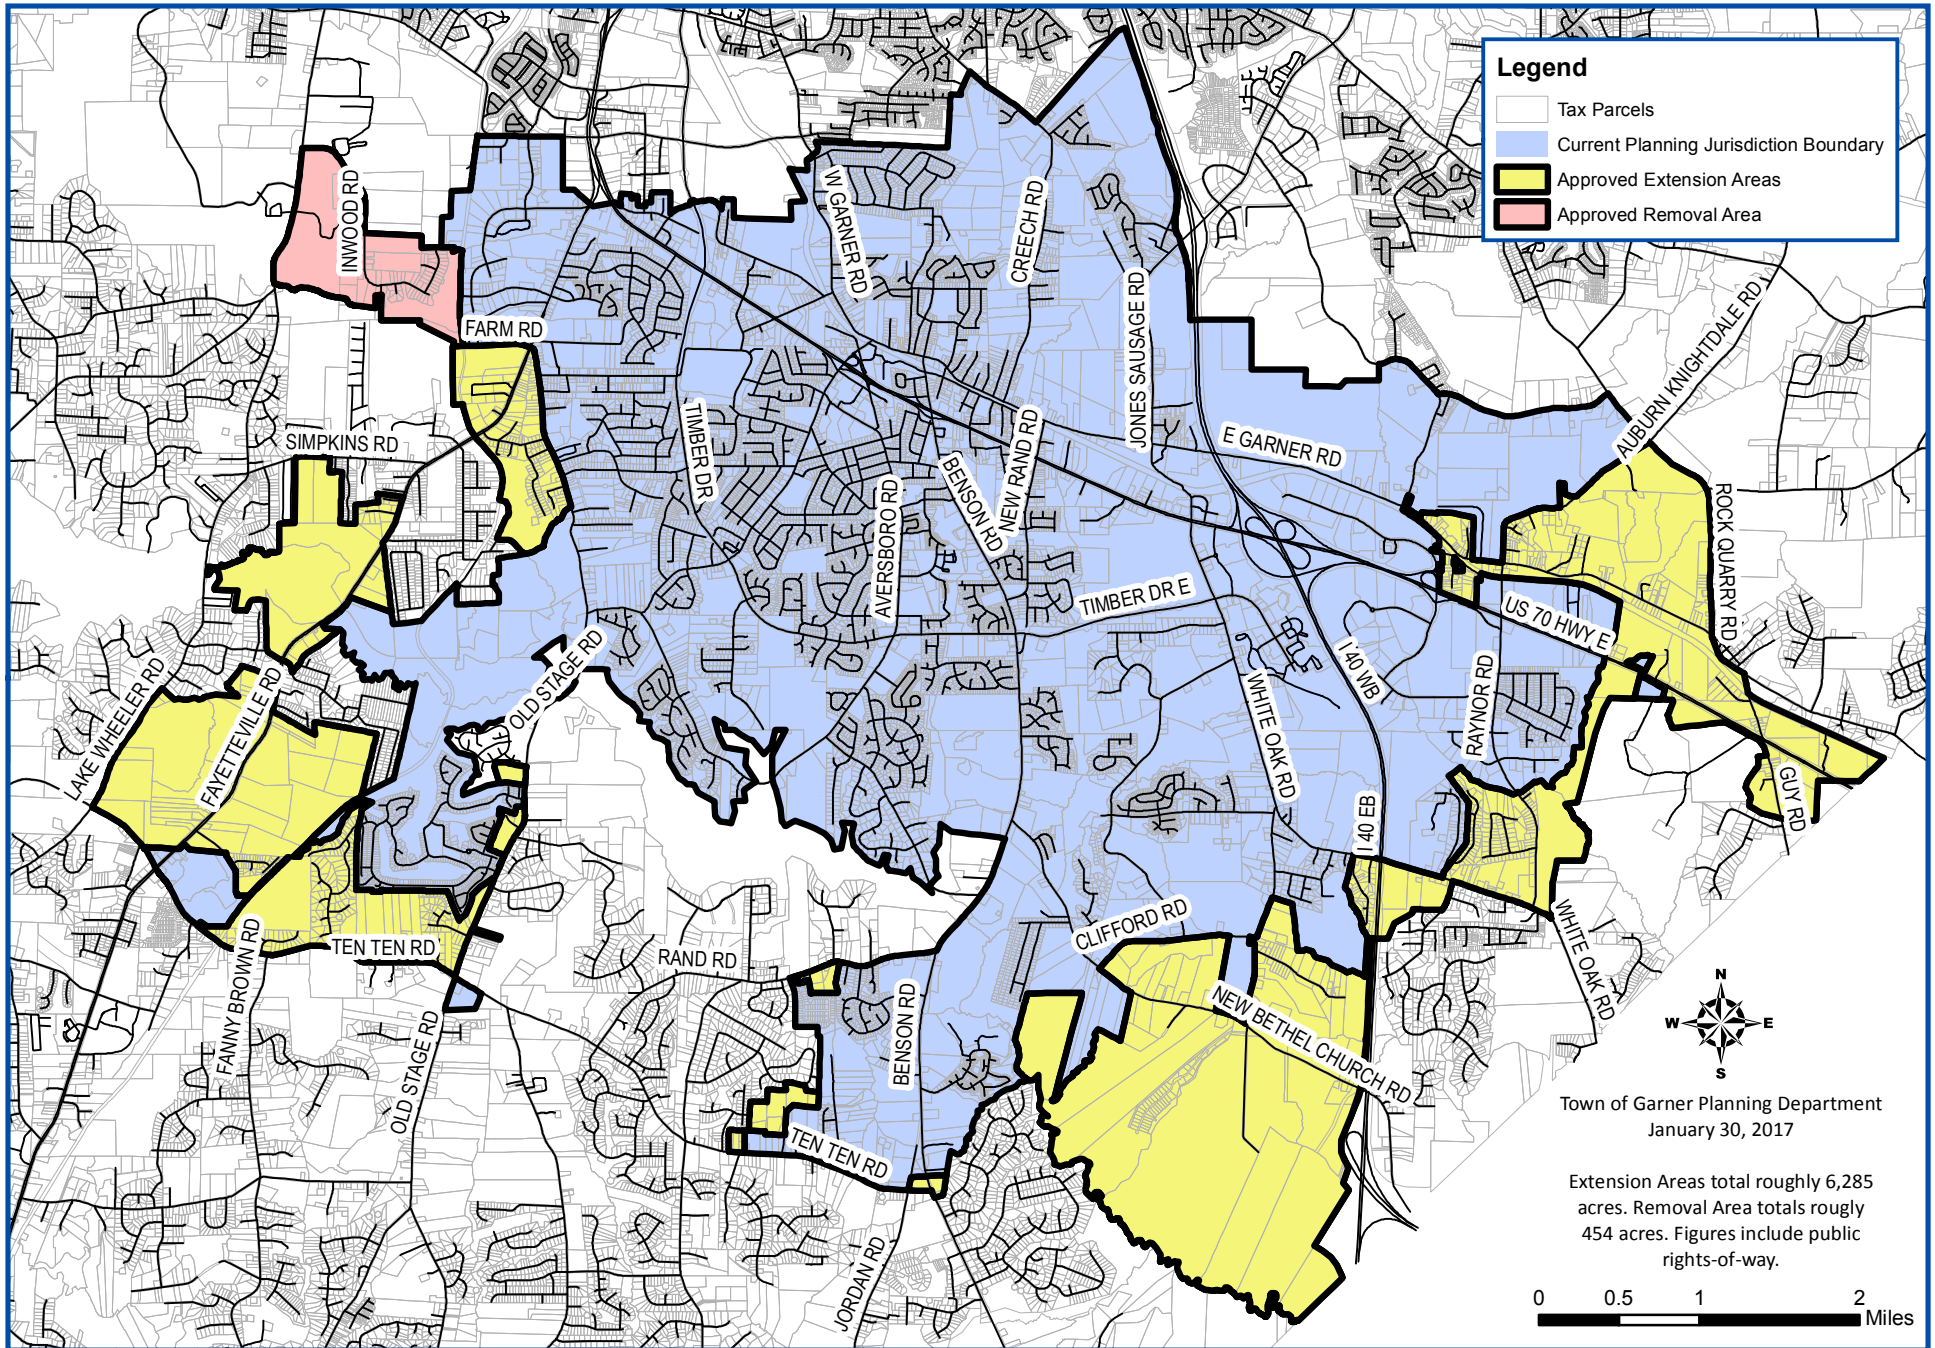 Legend
Tax Parcels
Current Planning Jurisdiction Boundary
Approved Extension Areas
Approved Removal Area
INWOOD RD
W GARNER RD
CREECH RD
JONES SAUSAGE RD
AUBURN KNIGHTDALE RD
FARM RD
SIMPKINS RD
TIMBER DR
E GARNER RD
BENSON RD
NEW RAND RD
AVERSBORO RD
ROCK QUARRY RD
TIMBER DR E
US 70 HWY E
OLD STAGE RD
I 40 WB
WHITE OAK RD
RAYNOR RD
LAKE WHEELER RD
FAYETTEVILLE RD
GUY RD
I 40 EB
CLIFFORD RD
WHITE OAK RD
FANNY BROWN RD
TEN TEN RD
RAND RD
BENSON RD
NEW BETHEL CHURCH RD
OLD STAGE RD
TEN TEN RD
JORDAN RD
N
W E
S
Town of Garner Planning Department
January 30, 2017
Extension Areas total roughly 6,285
acres. Removal Area totals rougly
454 acres. Figures include public
rights-of-way.
0 0.5 1 2
Miles